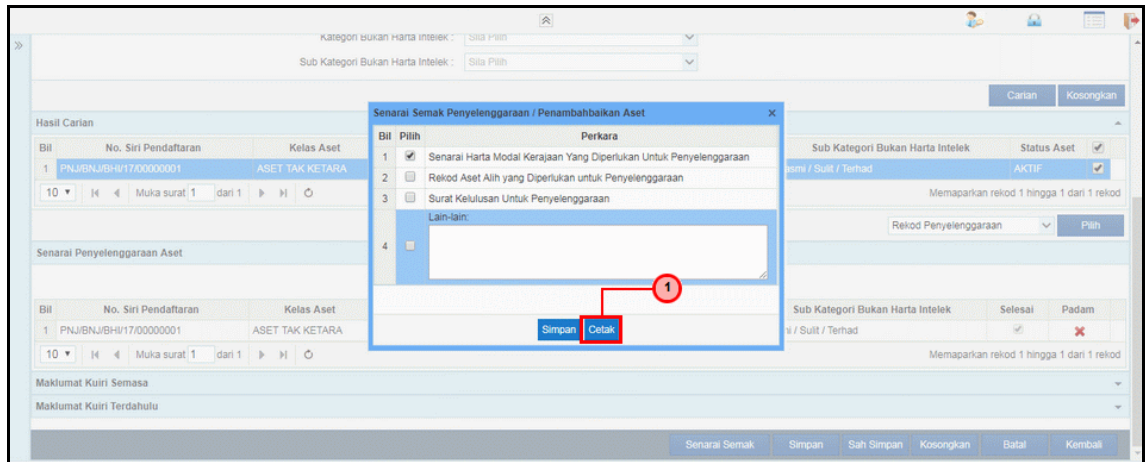 Kategori Bukan Harta Intelek : Sila Pilih
Sub Kategori Bukan Harta Intelek : Sila Pilih
Carian Kosongkan
Hasil Carian
Bil No. Siri Pendaftaran Kelas Aset Sub Kategori Bukan Harta Intelek Status Aset
1 PNJ/BNJ/BHI/17/00000001 ASET TAK KETARA asmi / Sulit / Terhad AKTIF
10 Muka surat 1 dari 1 Memaparkan rekod 1 hingga 1 dari 1 rekod
Rekod Penyelenggaraan Pilih
Senarai Penyelenggaraan Aset
Bil No. Siri Pendaftaran Kelas Aset Sub Kategori Bukan Harta Intelek Selesai Padam
1 PNJ/BNJ/BHI/17/00000001 ASET TAK KETARA ni / Sulit / Terhad
10 Muka surat 1 dari 1 Memaparkan rekod 1 hingga 1 dari 1 rekod
Maklumat Kuiri Semasa
Maklumat Kuiri Terdahulu
Senarai Semak Simpan Sah Simpan Kosongkan Batal Kembali
Senarai Semak Penyelenggaraan / Penambahbaikan Aset x
Bil Pilih Perkara
1 Senarai Harta Modal Kerajaan Yang Diperlukan Untuk Penyelenggaraan
2 Rekod Aset Alih yang Diperlukan untuk Penyelenggaraan
3 Surat Kelulusan Untuk Penyelenggaraan
4 Lain-lain:
1
Simpan Cetak